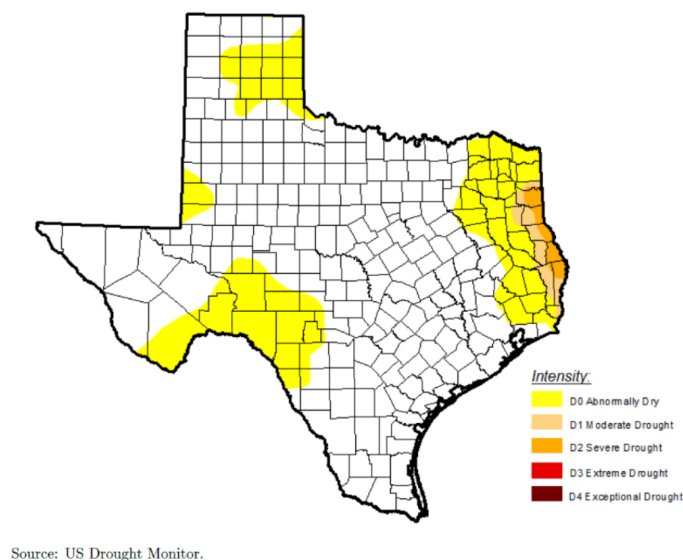 Intensity:
D0 Abnormally Dry
D1 Moderate Drought
D2 Severe Drought
D3 Extreme Drought
D4 Exceptional Drought
Source: US Drought Monitor.